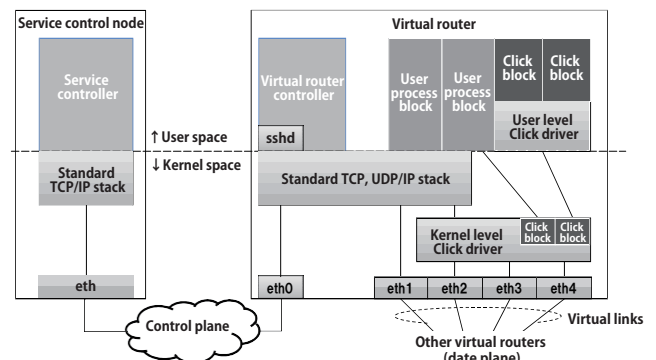 Service control node
Virtual router
Service
controller
Virtual router
controller
User
process
block
User
process
block
Click
block
Click
block
User level
Click driver
↑ User space
sshd
↓ Kernel space
Standard
TCP/IP stack
Standard TCP, UDP/IP stack
Kernel level
Click driver
Click
block
Click
block
eth
eth0
eth1
eth2
eth3
eth4
Control plane
Virtual links
Other virtual routers
(date plane)